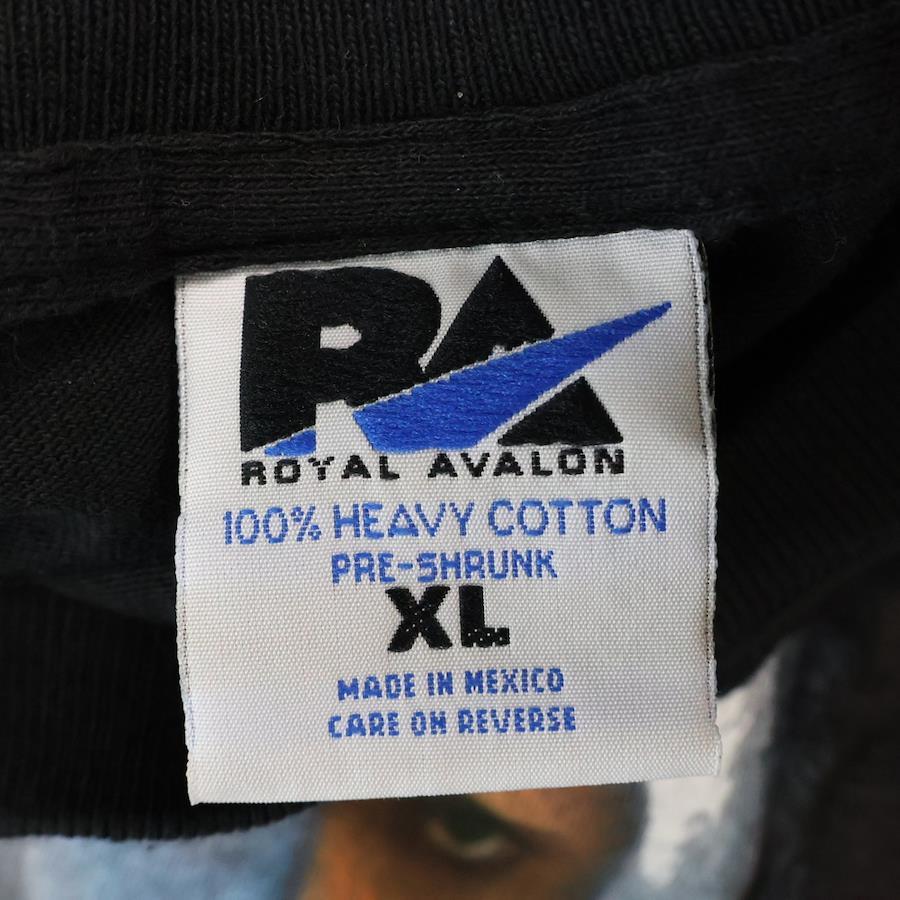 RA
ROYAL AVALON
100% HEAVY COTTON
PRE-SHRUNK
XL
MADE IN MEXICO
CARE ON REVERSE